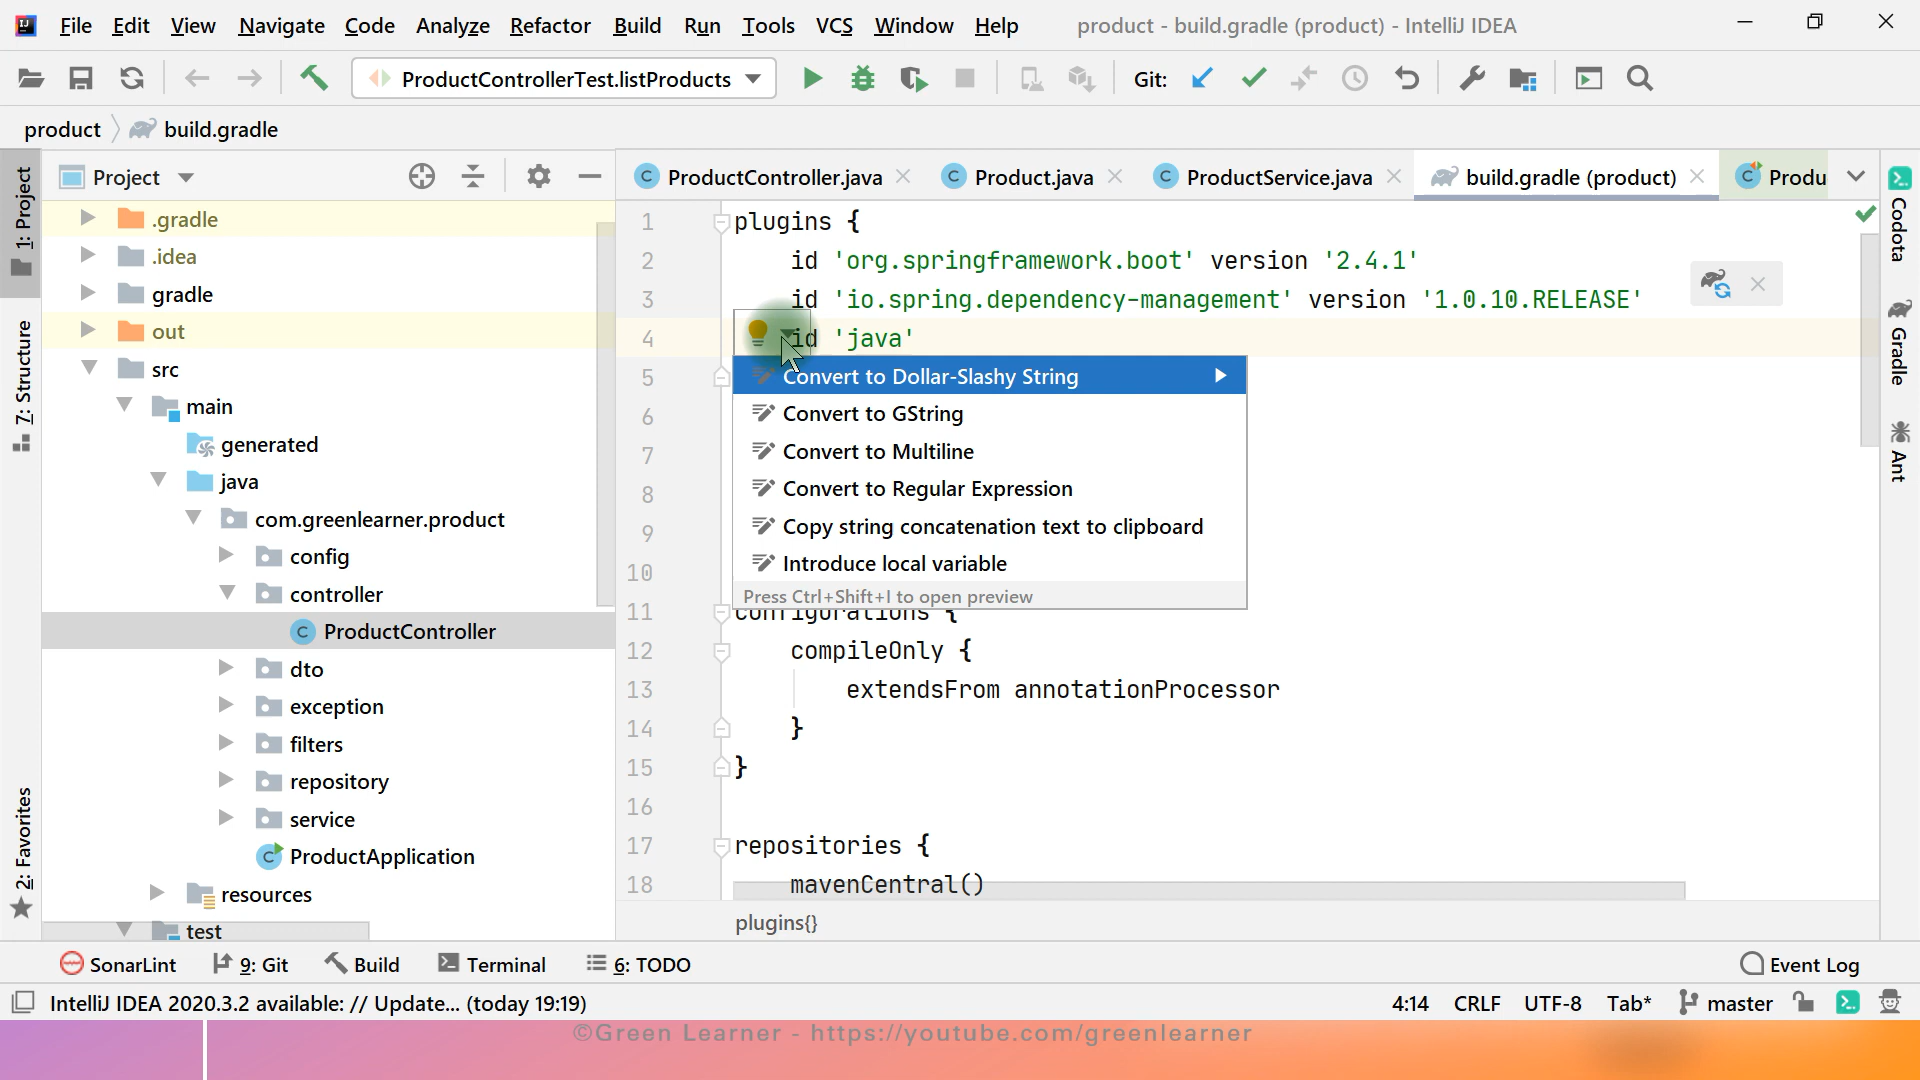 File Edit View Navigate Code Analyze Refactor Build Run Tools VCS Window Help product - build.gradle (product) - IntelliJ IDEA
ProductControllerTest.listProducts Git:
product build.gradle
Project ProductController.java Product.java ProductService.java build.gradle (product) Produ
1: Project
7: Structure
2: Favorites
.gradle
.idea
gradle
out
src
main
generated
java
com.greenlearner.product
config
controller
ProductController
dto
exception
filters
repository
service
ProductApplication
resources
test
1 plugins {
2 id 'org.springframework.boot' version '2.4.1'
3 id 'io.spring.dependency-management' version '1.0.10.RELEASE'
4 id 'java'
5
6
7
8
9
10
Convert to Dollar-Slashy String
Convert to GString
Convert to Multiline
Convert to Regular Expression
Copy string concatenation text to clipboard
Introduce local variable
Press Ctrl+Shift+I to open preview
11 configurations {
12 compileOnly {
13 extendsFrom annotationProcessor
14 }
15 }
16
17 repositories {
18 mavenCentral()
plugins{}
Codota
Gradle
Ant
SonarLint 9: Git Build Terminal 6: TODO Event Log
IntelliJ IDEA 2020.3.2 available: // Update... (today 19:19) 4:14 CRLF UTF-8 Tab* master
©Green Learner - https://youtube.com/greenlearner